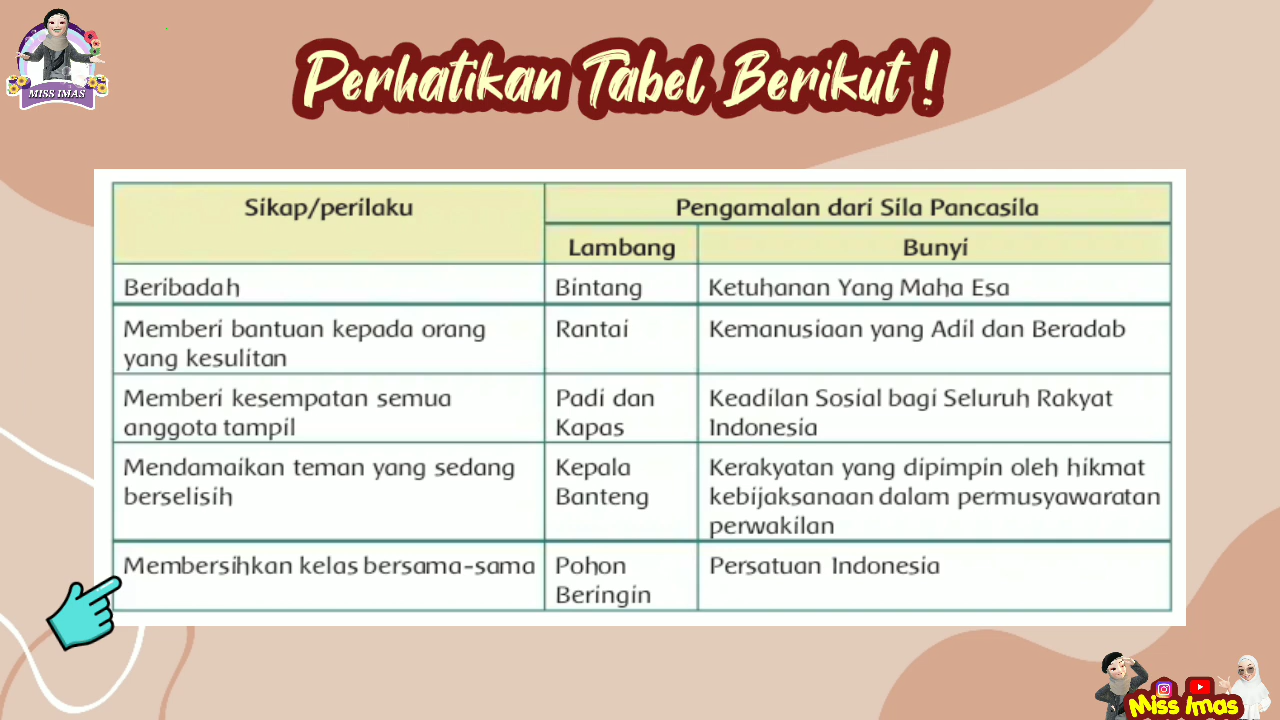 MISS IMAS
Perhatikan Tabel Berikut !
Sikap/perilaku
Pengamalan dari Sila Pancasila
Lambang
Bunyi
Beribadah
Bintang
Ketuhanan Yang Maha Esa
Memberi bantuan kepada orang
yang kesulitan
Rantai
Kemanusiaan yang Adil dan Beradab
Memberi kesempatan semua
anggota tampil
Padi dan
Kapas
Keadilan Sosial bagi Seluruh Rakyat
Indonesia
Mendamaikan teman yang sedang
berselisih
Kepala
Banteng
Kerakyatan yang dipimpin oleh hikmat
kebijaksanaan dalam permusyawaratan
perwakilan
Membersihkan kelas bersama-sama
Pohon
Beringin
Persatuan Indonesia
Miss Imas